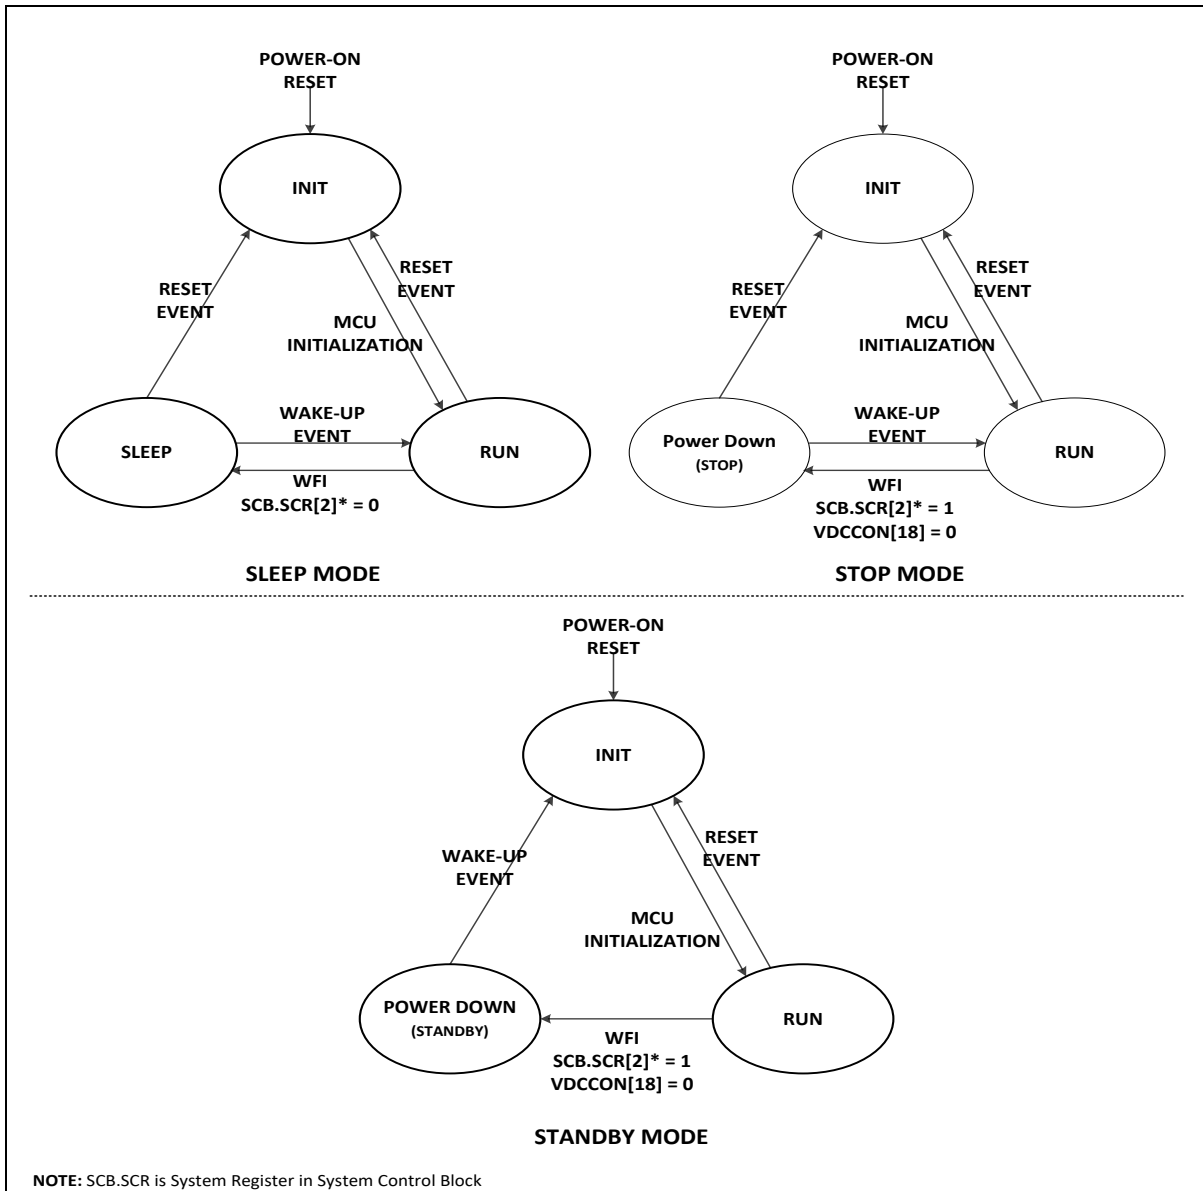 POWER-ON
RESET
INIT
RESET
EVENT
RESET
EVENT
MCU
INITIALIZATION
SLEEP
WAKE-UP
EVENT
RUN
WFI
SCB.SCR[2]* = 0
SLEEP MODE
POWER-ON
RESET
INIT
RESET
EVENT
RESET
EVENT
MCU
INITIALIZATION
Power Down
(STOP)
WAKE-UP
EVENT
RUN
WFI
SCB.SCR[2]* = 1
VDCCON[18] = 0
STOP MODE
POWER-ON
RESET
INIT
WAKE-UP
EVENT
RESET
EVENT
MCU
INITIALIZATION
POWER DOWN
(STANDBY)
RUN
WFI
SCB.SCR[2]* = 1
VDCCON[18] = 0
STANDBY MODE
NOTE: SCB.SCR is System Register in System Control Block